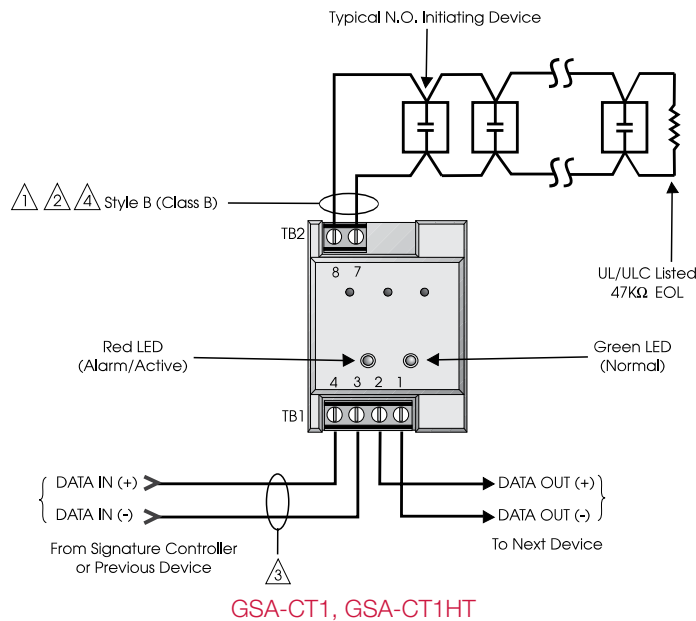 Typical N.O. Initiating Device
1 2 4 Style B (Class B)
TB2
8 7
UL/ULC Listed
47KΩ EOL
Red LED
(Alarm/Active)
Green LED
(Normal)
4 3 2 1
TB1
DATA IN (+)
DATA OUT (+)
DATA IN (-)
DATA OUT (-)
From Signature Controller
or Previous Device
To Next Device
3
GSA-CT1, GSA-CT1HT